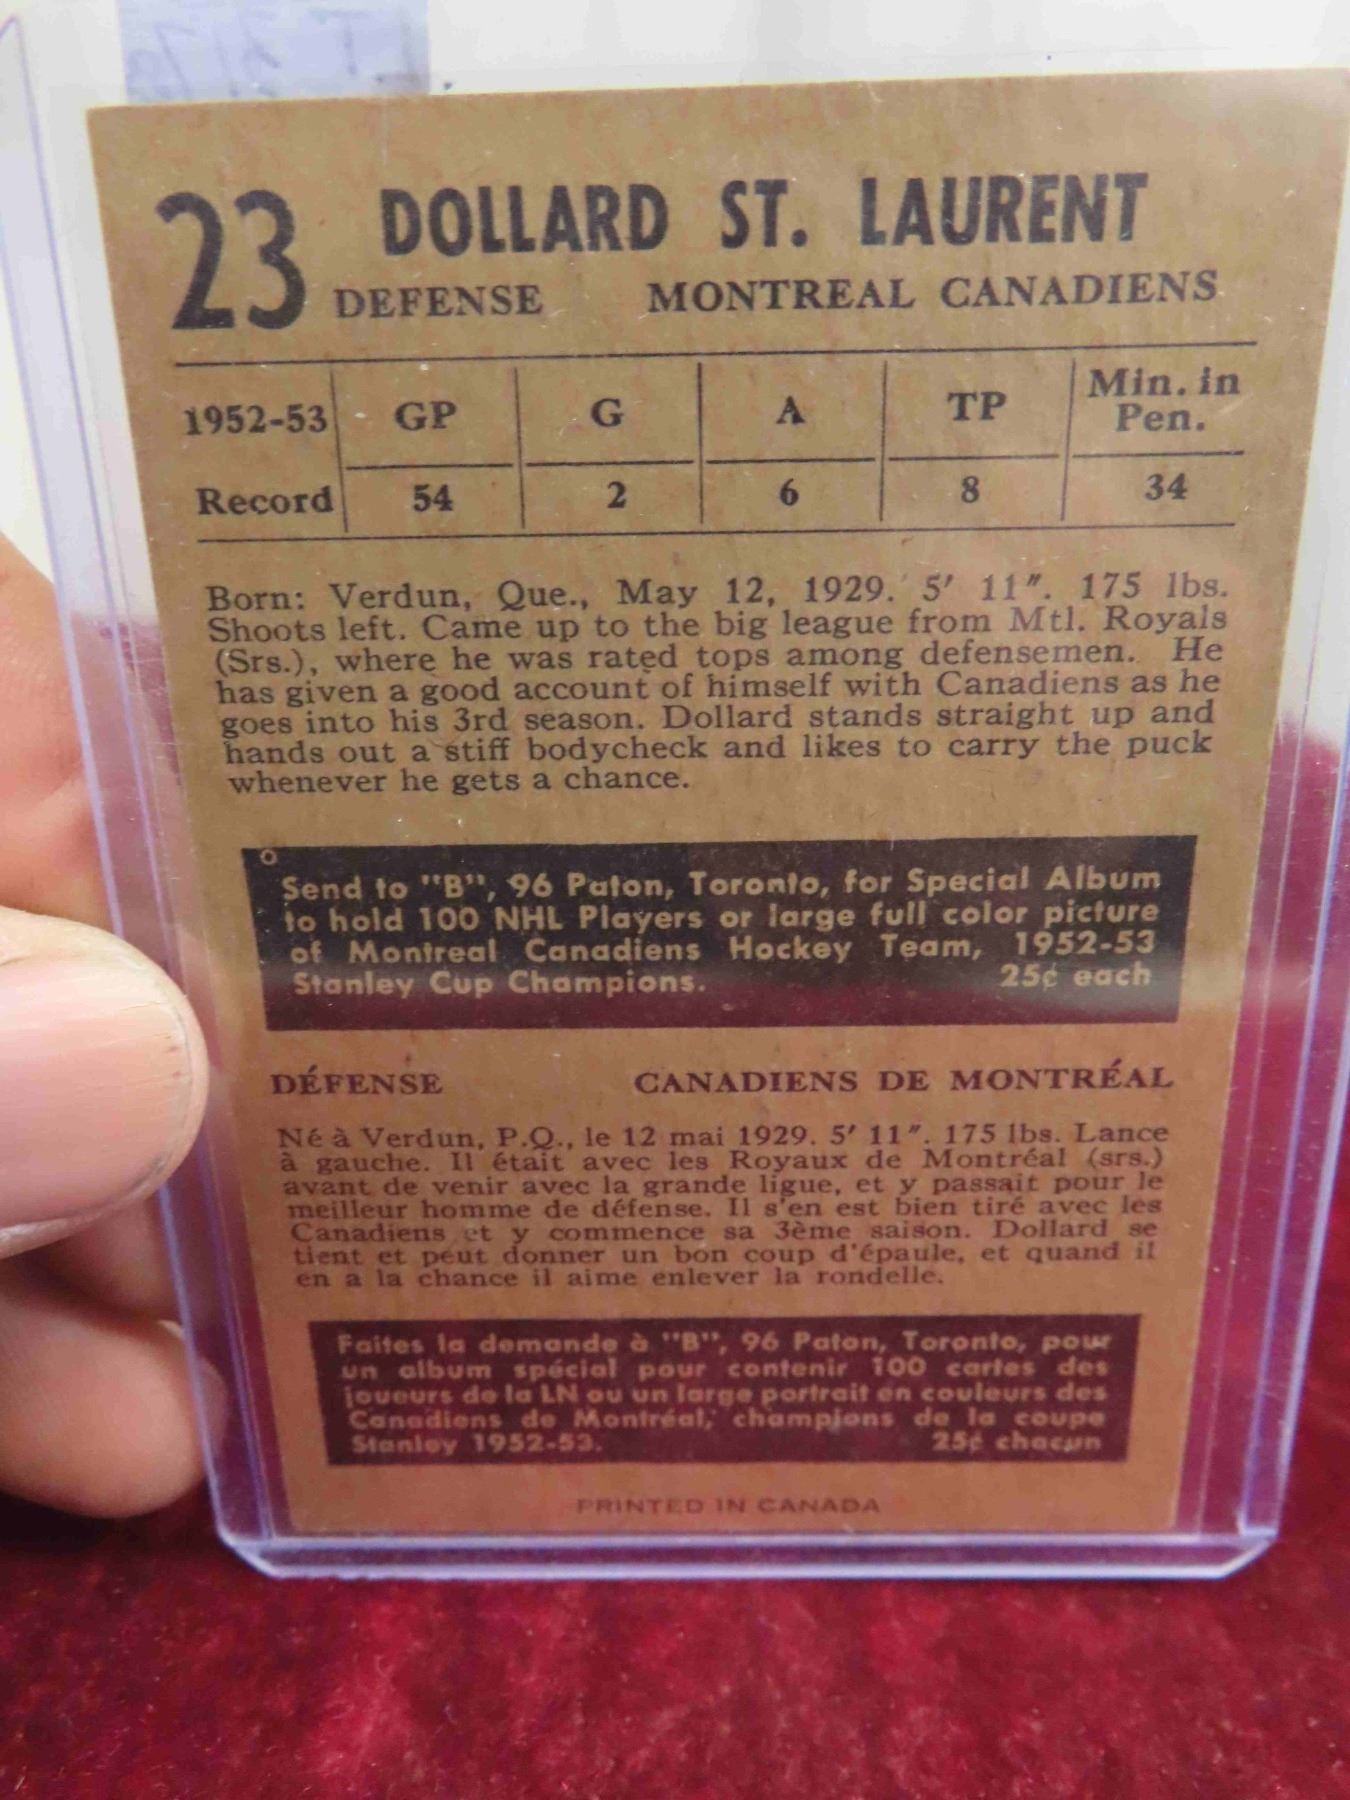 23 DOLLARD ST. LAURENT
DEFENSE MONTREAL CANADIENS
1952-53 GP G A TP Min. in Pen.
Record 54 2 6 8 34
Born: Verdun, Que., May 12, 1929. 5' 11". 175 lbs.
Shoots left. Came up to the big league from Mtl. Royals
(Srs.), where he was rated tops among defensemen. He
has given a good account of himself with Canadiens as he
goes into his 3rd season. Dollard stands straight up and
hands out a stiff bodycheck and likes to carry the puck
whenever he gets a chance.
Send to "B", 96 Paton, Toronto, for Special Album
to hold 100 NHL Players or large full color picture
of Montreal Canadiens Hockey Team, 1952-53
Stanley Cup Champions. 25¢ each
DÉFENSE CANADIENS DE MONTRÉAL
Né à Verdun, P.Q., le 12 mai 1929. 5' 11". 175 lbs. Lance
à gauche. Il était avec les Royaux de Montréal (srs.)
avant de venir avec la grande ligue, et y passait pour le
meilleur homme de défense. Il s'en est bien tiré avec les
Canadiens et y commence sa 3ème saison. Dollard se
tient et peut donner un bon coup d'épaule, et quand il
en a la chance il aime enlever la rondelle.
Faites la demande à "B", 96 Paton, Toronto, pour
un album spécial pour contenir 100 cartes des
joueurs de la LN ou un large portrait en couleurs des
Canadiens de Montréal, champions de la coupe
Stanley 1952-53. 25¢ chacun
PRINTED IN CANADA